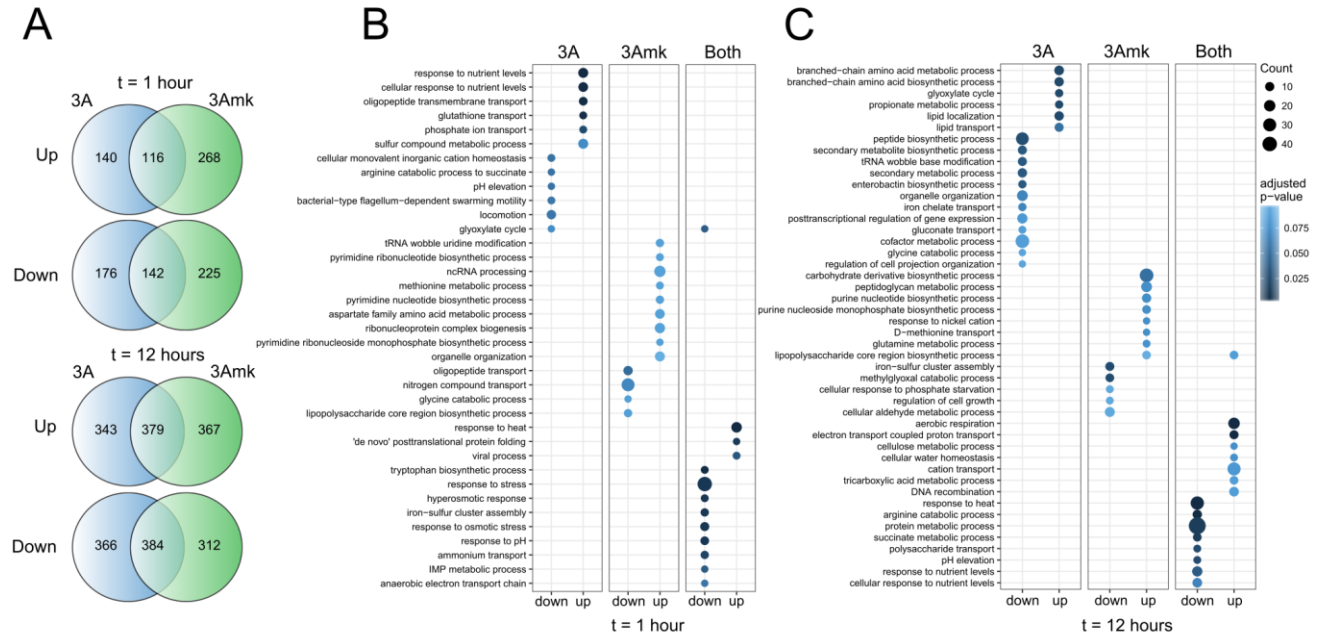 A
t = 1 hour
3A
3Amk
Up
140
116
268
Down
176
142
225
t = 12 hours
3A
3Amk
Up
343
379
367
Down
366
384
312
B
3A
3Amk
Both
response to nutrient levels
cellular response to nutrient levels
oligopeptide transmembrane transport
glutathione transport
phosphate ion transport
sulfur compound metabolic process
cellular monovalent inorganic cation homeostasis
arginine catabolic process to succinate
pH elevation
bacterial-type flagellum-dependent swarming motility
locomotion
glyoxylate cycle
tRNA wobble uridine modification
pyrimidine ribonucleotide biosynthetic process
ncRNA processing
methionine metabolic process
pyrimidine nucleotide biosynthetic process
aspartate family amino acid metabolic process
ribonucleoprotein complex biogenesis
pyrimidine ribonucleoside monophosphate biosynthetic process
organelle organization
oligopeptide transport
nitrogen compound transport
glycine catabolic process
lipopolysaccharide core region biosynthetic process
response to heat
'de novo' posttranslational protein folding
viral process
tryptophan biosynthetic process
response to stress
hyperosmotic response
iron-sulfur cluster assembly
response to osmotic stress
response to pH
ammonium transport
IMP metabolic process
anaerobic electron transport chain
down up
down up
down up
t = 1 hour
C
3A
3Amk
Both
branched-chain amino acid metabolic process
branched-chain amino acid biosynthetic process
glyoxylate cycle
propionate metabolic process
lipid localization
lipid transport
peptide biosynthetic process
secondary metabolite biosynthetic process
tRNA wobble base modification
secondary metabolic process
enterobactin biosynthetic process
organelle organization
iron chelate transport
posttranscriptional regulation of gene expression
gluconate transport
cofactor metabolic process
glycine catabolic process
regulation of cell projection organization
carbohydrate derivative biosynthetic process
peptidoglycan metabolic process
purine nucleotide biosynthetic process
purine nucleoside monophosphate biosynthetic process
response to nickel cation
D-methionine transport
glutamine metabolic process
lipopolysaccharide core region biosynthetic process
iron-sulfur cluster assembly
methylglyoxal catabolic process
cellular response to phosphate starvation
regulation of cell growth
cellular aldehyde metabolic process
aerobic respiration
electron transport coupled proton transport
cellulose metabolic process
cellular water homeostasis
cation transport
tricarboxylic acid metabolic process
DNA recombination
response to heat
arginine catabolic process
protein metabolic process
succinate metabolic process
polysaccharide transport
pH elevation
response to nutrient levels
cellular response to nutrient levels
down up
down up
down up
t = 12 hours
Count
10
20
30
40
adjusted
p-value
0.075
0.050
0.025